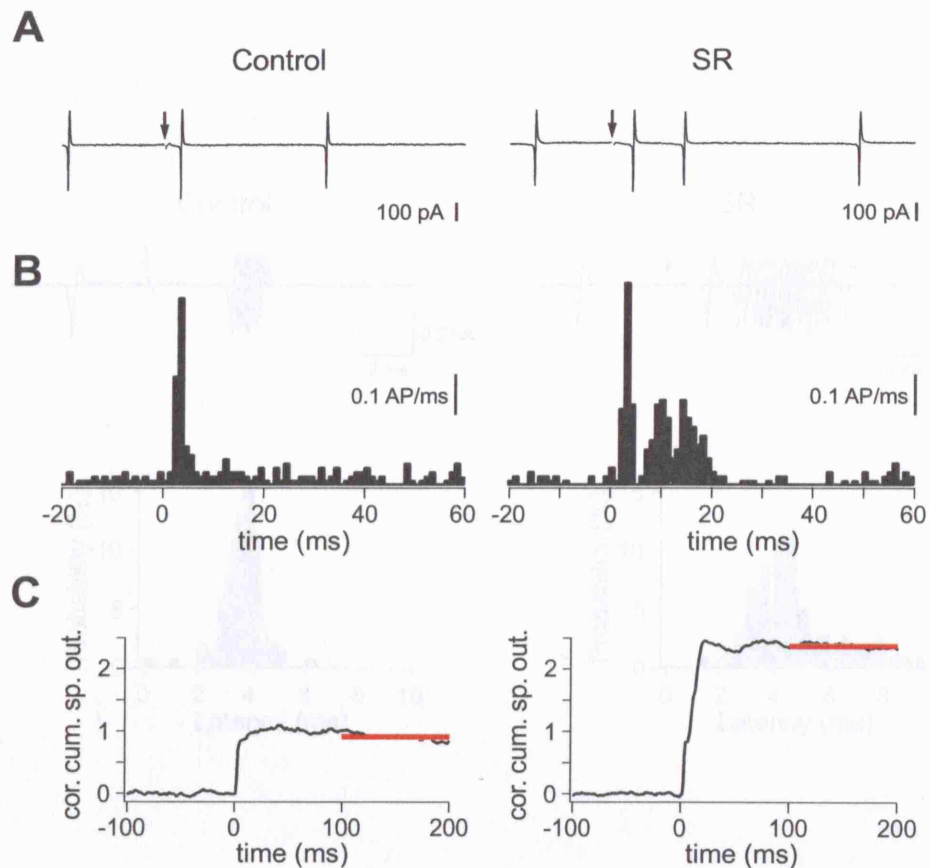 A
Control
SR
100 pA
100 pA
B
0.1 AP/ms
0.1 AP/ms
-20 0 20 40 60
time (ms)
-20 0 20 40 60
time (ms)
C
cor. cum. sp. out.
2
1
0
-100 0 100 200
time (ms)
cor. cum. sp. out.
2
1
0
-100 0 100 200
time (ms)